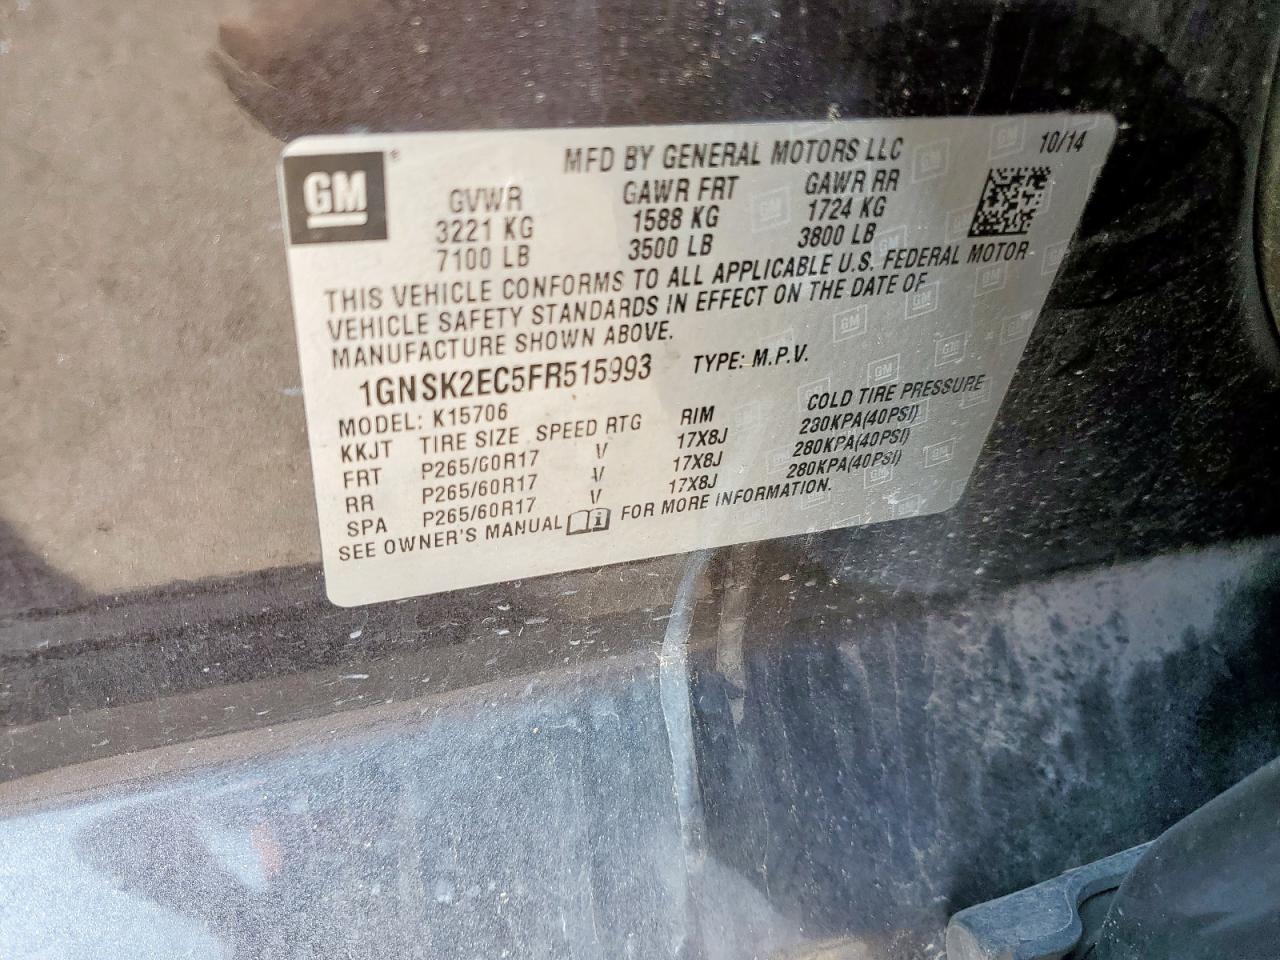 GM
MFD BY GENERAL MOTORS LLC 10/14
GVWR GAWR FRT GAWR RR
3221 KG 1588 KG 1724 KG
7100 LB 3500 LB 3800 LB
THIS VEHICLE CONFORMS TO ALL APPLICABLE U.S. FEDERAL MOTOR
VEHICLE SAFETY STANDARDS IN EFFECT ON THE DATE OF
MANUFACTURE SHOWN ABOVE.
1GNSK2EC5FR515993 TYPE: M.P.V.
MODEL: K15706
KKJT TIRE SIZE SPEED RTG RIM COLD TIRE PRESSURE
FRT P265/60R17 V 17X8J 280KPA(40PSI)
RR P265/60R17 V 17X8J 280KPA(40PSI)
SPA P265/60R17 V 17X8J 280KPA(40PSI)
SEE OWNER'S MANUAL FOR MORE INFORMATION.